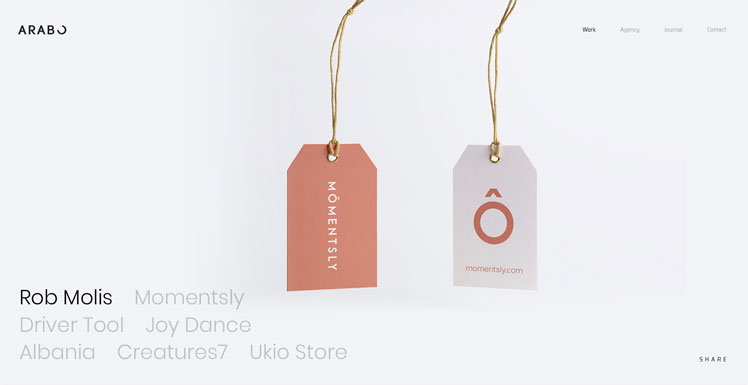 ARABO
Work Agency Journal Contact
MÔMENTSLY
Ô
momentsly.com
Rob Molis Momentsly
Driver Tool Joy Dance
Albania Creatures7 Ukio Store
SHARE